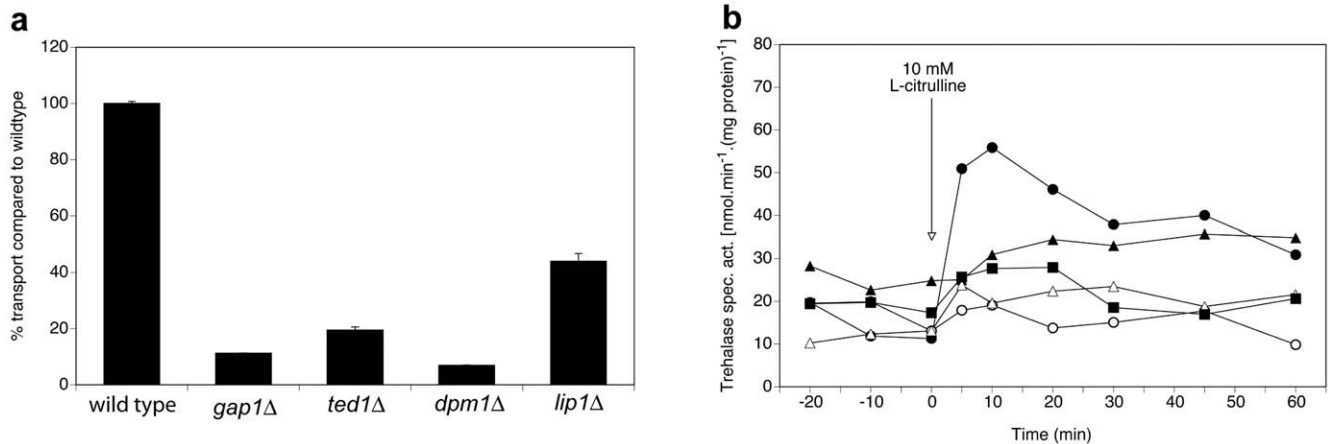 a
% transport compared to wildtype
120
100
80
60
40
20
0
wild type gap1Δ ted1Δ dpm1Δ lip1Δ
b
Trehalase spec. act. [nmol.min⁻¹.(mg protein)⁻¹]
80
70
60
50
40
30
20
10
0
10 mM
L-citrulline
-20 -10 0 10 20 30 40 50 60
Time (min)